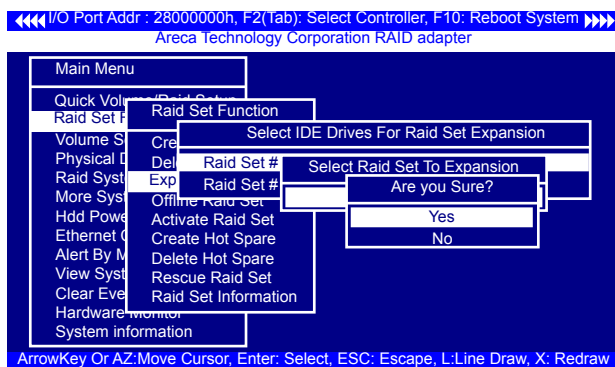 I/O Port Addr : 28000000h, F2(Tab): Select Controller, F10: Reboot System
Areca Technology Corporation RAID adapter
Main Menu
Quick Volume/Raid Setup
Raid Set F
Volume S
Physical D
Raid Syst
More Syst
Hdd Powe
Ethernet C
Alert By M
View Syst
Clear Eve
Hardware Monitor
System information
Raid Set Function
Cre
Del
Exp
Offline Raid Set
Activate Raid Set
Create Hot Spare
Delete Hot Spare
Rescue Raid Set
Raid Set Information
Select IDE Drives For Raid Set Expansion
Raid Set #
Raid Set #
Select Raid Set To Expansion
Are you Sure?
Yes
No
ArrowKey Or AZ:Move Cursor, Enter: Select, ESC: Escape, L:Line Draw, X: Redraw